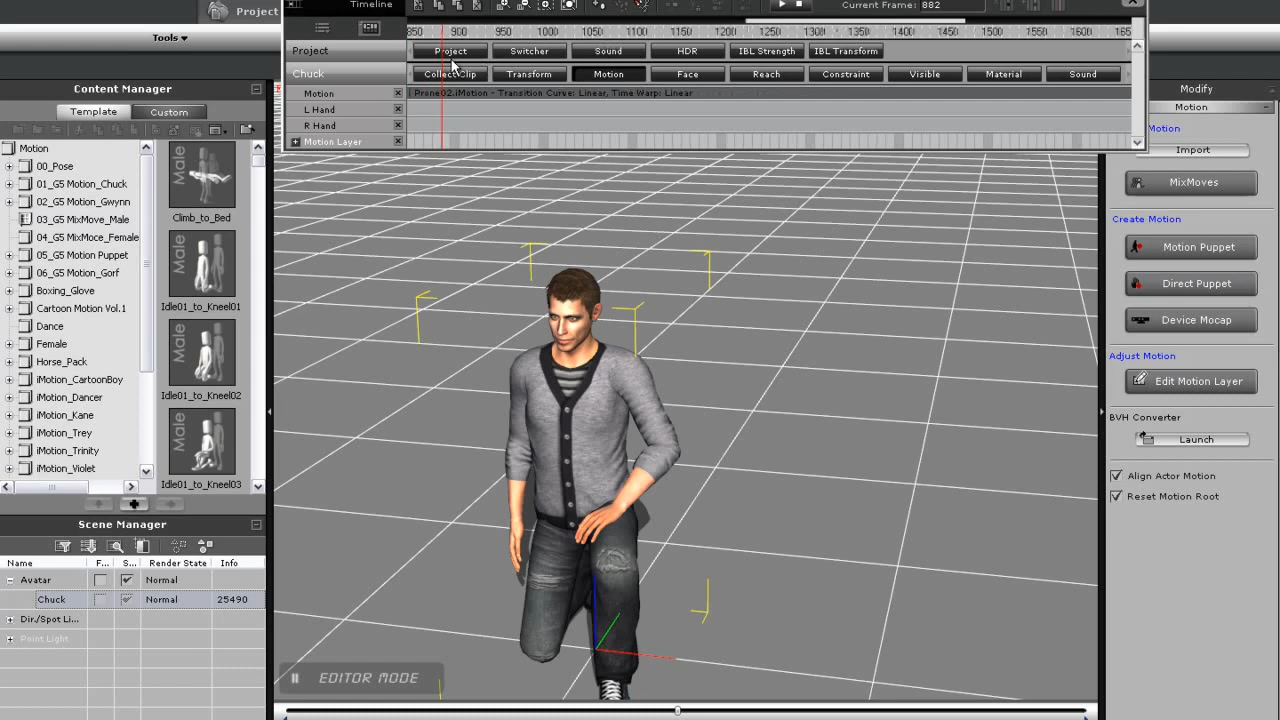 Project
Tools
Timeline
Current Frame: 882
850 900 950 1000 1050 1100 1150 1200 1250 1300 1350 1400 1450 1500 1550 1600 165
Project Project Switcher Sound HDR IBL Strength IBL Transform
Chuck Collect Clip Transform Motion Face Reach Constraint Visible Material Sound
Motion Prone02.iMotion - Transition Curve: Linear, Time Warp: Linear
L Hand
R Hand
Motion Layer
Content Manager
Template Custom
Motion
00_Pose
01_G5 Motion_Chuck
02_G5 Motion_Gwynn
03_G5 MixMove_Male
04_G5 MixMoce_Female
05_G5 Motion Puppet
06_G5 Motion_Gorf
Boxing_Glove
Cartoon Motion Vol.1
Dance
Female
Horse_Pack
iMotion_CartoonBoy
iMotion_Dancer
iMotion_Kane
iMotion_Trey
iMotion_Trinity
iMotion_Violet
Male
Climb_to_Bed
Male
Idle01_to_Kneel01
Male
Idle01_to_Kneel02
Male
Idle01_to_Kneel03
Scene Manager
Name F... S... Render State Info
Avatar Normal
Chuck Normal 25490
Dir./Spot Li...
Point Light
EDITOR MODE
Modify
Motion
Motion
Import
MixMoves
Create Motion
Motion Puppet
Direct Puppet
Device Mocap
Adjust Motion
Edit Motion Layer
BVH Converter
Launch
Align Actor Motion
Reset Motion Root